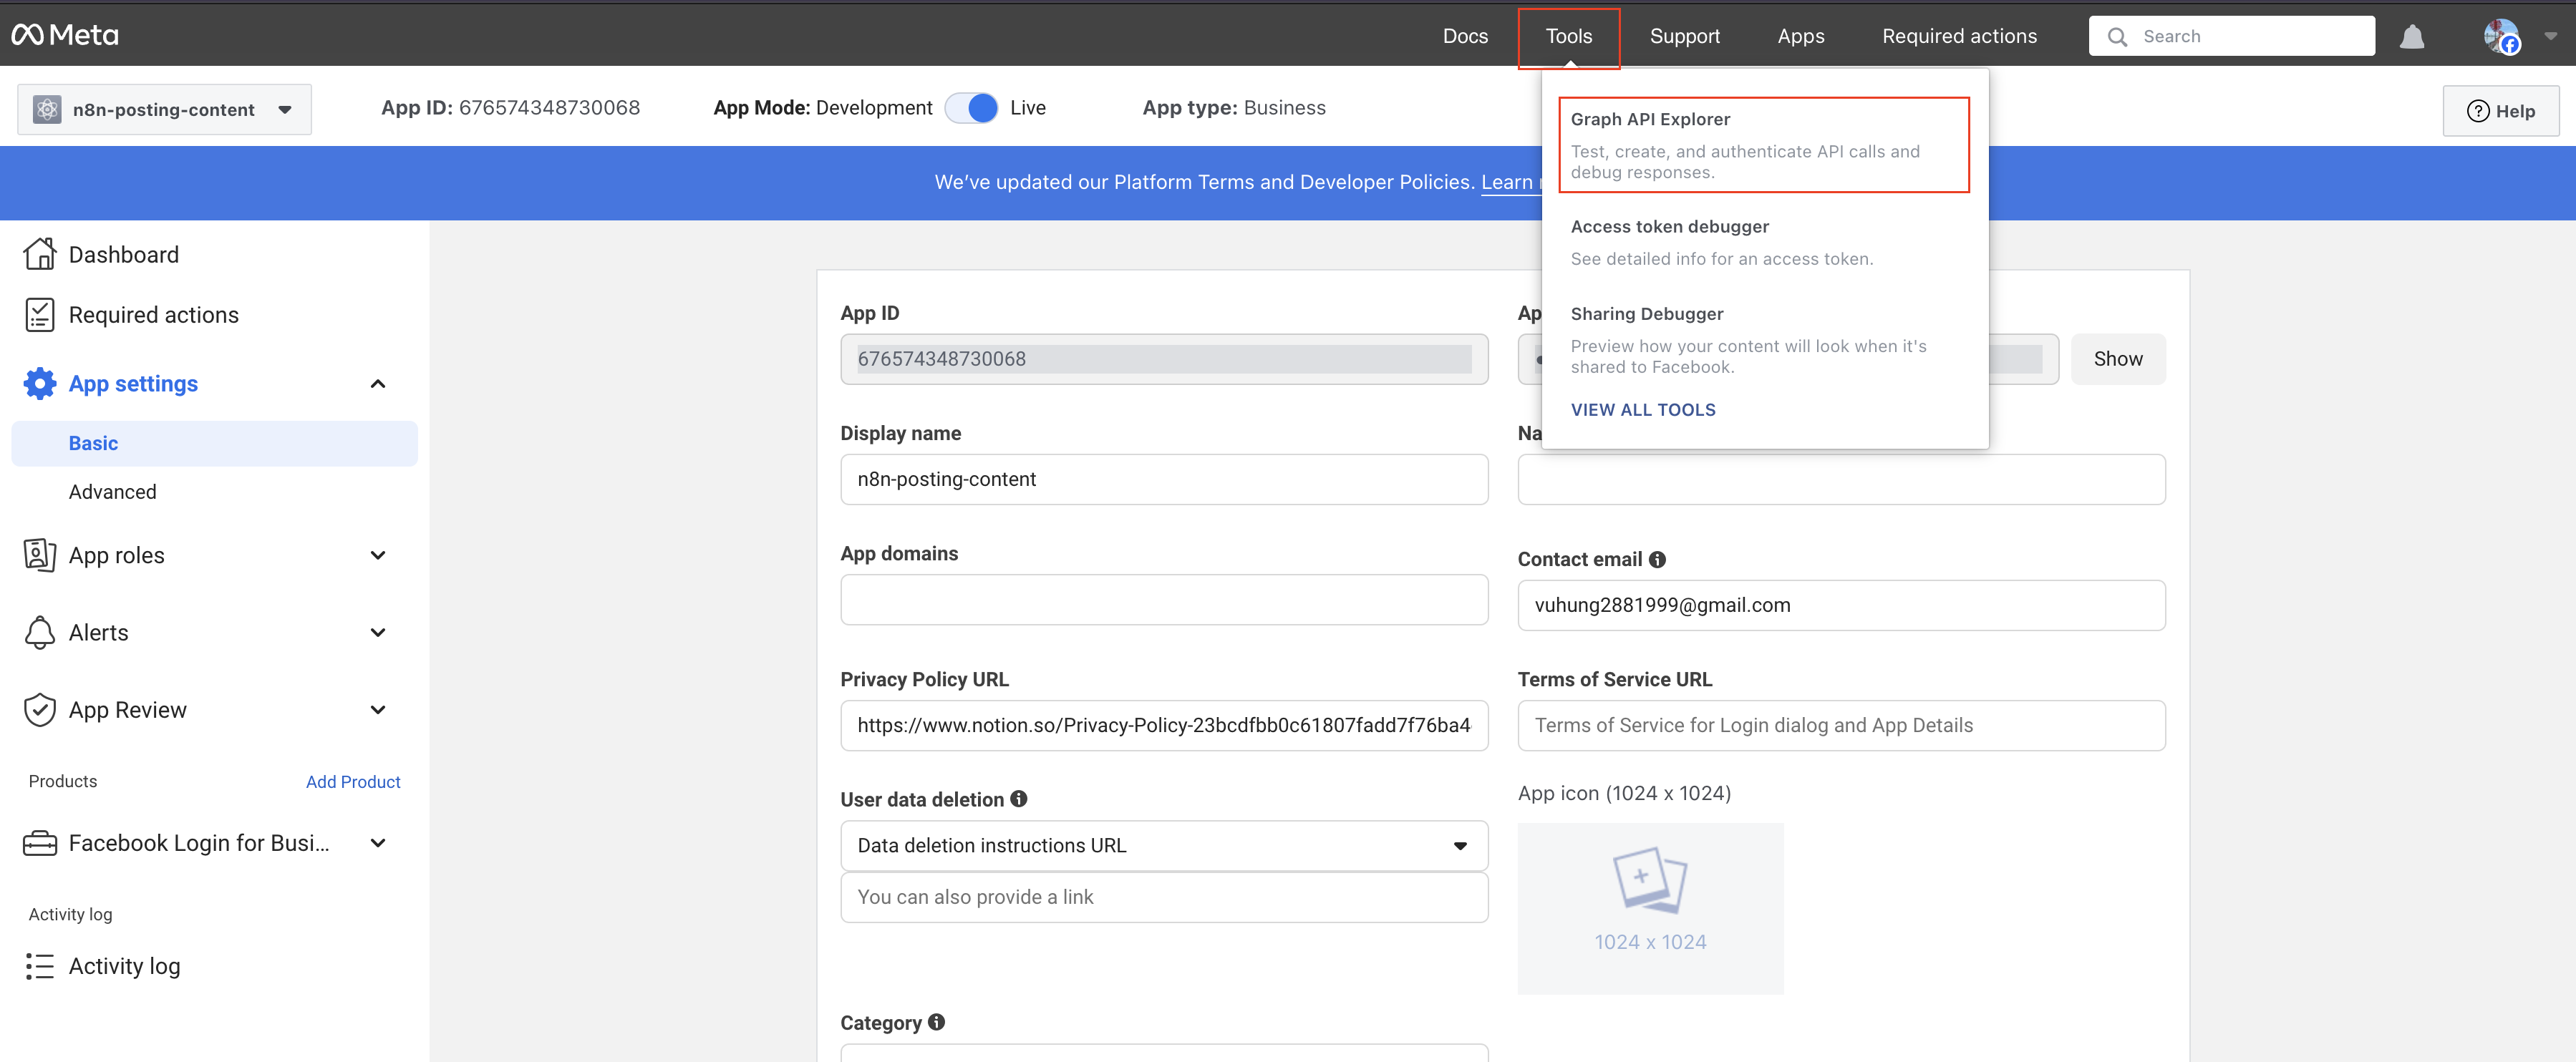 Meta
Docs
Tools
Support
Apps
Required actions
Search
n8n-posting-content
App ID: 676574348730068
App Mode: Development
Live
App type: Business
Help
We've updated our Platform Terms and Developer Policies. Learn
Graph API Explorer
Test, create, and authenticate API calls and
debug responses.
Access token debugger
See detailed info for an access token.
Sharing Debugger
Preview how your content will look when it's
shared to Facebook.
VIEW ALL TOOLS
Dashboard
Required actions
App settings
Basic
Advanced
App roles
Alerts
App Review
Products
Add Product
Facebook Login for Busi...
Activity log
Activity log
App ID
676574348730068
Ap
Show
Display name
n8n-posting-content
Na
App domains
Contact email
vuhung2881999@gmail.com
Privacy Policy URL
https://www.notion.so/Privacy-Policy-23bcdfbb0c61807fadd7f76ba4
Terms of Service URL
Terms of Service for Login dialog and App Details
User data deletion
Data deletion instructions URL
You can also provide a link
App icon (1024 x 1024)
1024 x 1024
Category